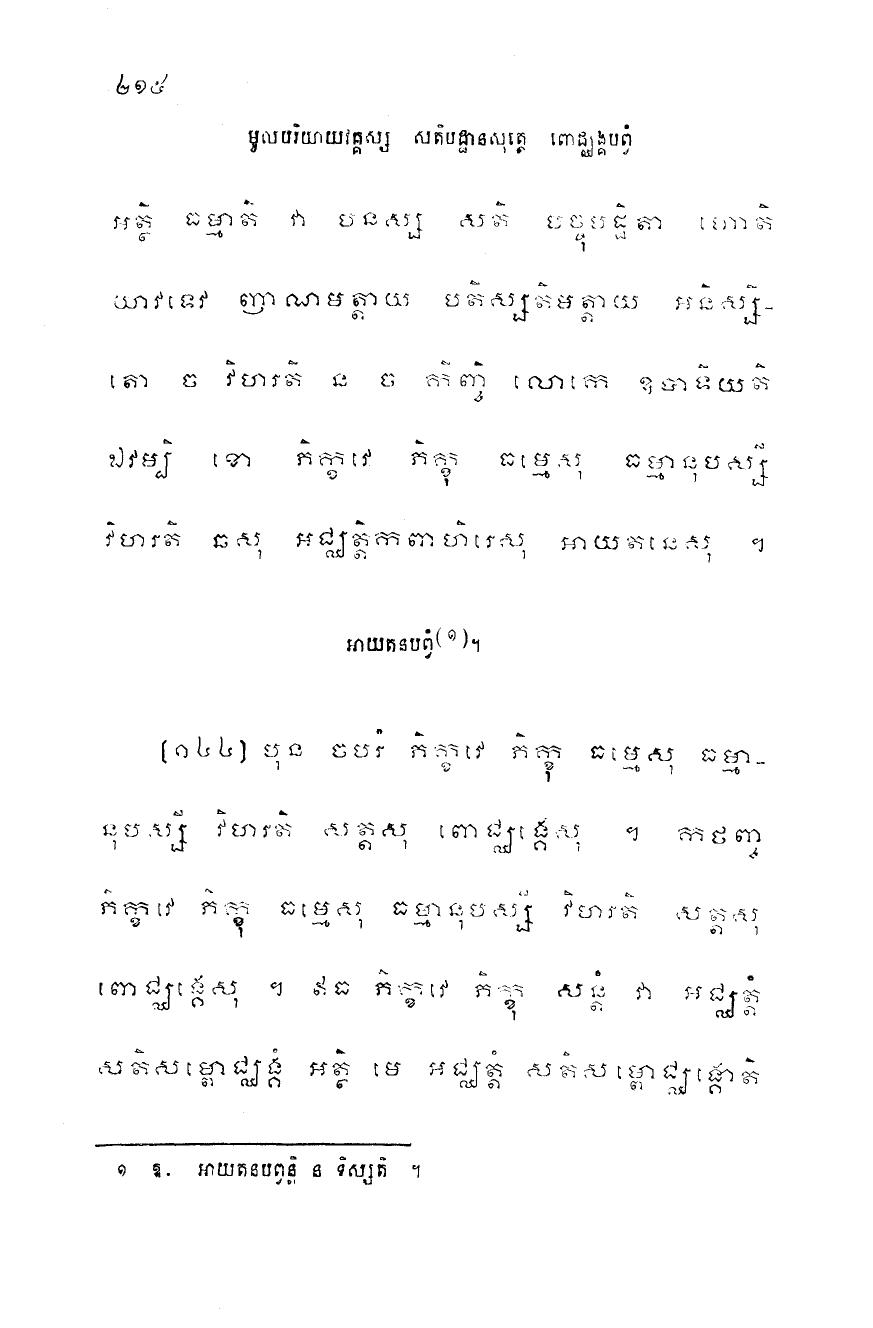 ២១៥
មូលបរិយាយវគ្គស្ស សតិបដ្ឋានសុត្តេ ពោជ្ឈង្គបព្វំ
អត្ថិ ធម្មាតិ វា បនស្ស សតិ បច្ចុបដ្ឋិតា ហោតិ
យាវទេវ ញាណមត្តាយ បតិស្សតិមត្តាយ អនិស្សិ-
តោ ច វិហរតិ ន ច កិញ្ចិ លោកេ ឧបាទិយតិ
ឯវម្បិ ខោ ភិក្ខវេ ភិក្ខុ ធម្មេសុ ធម្មានុបស្សី
វិហរតិ ឆសុ អជ្ឈត្តិកពាហិរេសុ អាយតនេសុ ។
អាយតនបព្វំ(១)។
[១៤៤] បុន ចបរំ ភិក្ខវេ ភិក្ខុ ធម្មេសុ ធម្មា-
នុបស្សី វិហរតិ សត្តសុ ពោជ្ឈង្គេសុ ។ កថញ្ច
ភិក្ខវេ ភិក្ខុ ធម្មេសុ ធម្មានុបស្សី វិហរតិ សត្តសុ
ពោជ្ឈង្គេសុ ។ ឥធ ភិក្ខវេ ភិក្ខុ សន្តំ វា អជ្ឈត្តំ
សតិសម្ពោជ្ឈង្គំ អត្ថិ មេ អជ្ឈត្តំ សតិសម្ពោជ្ឈង្គោតិ
១ ឱ. អាយតនបព្វន្តិ ន ទិស្សតិ ។